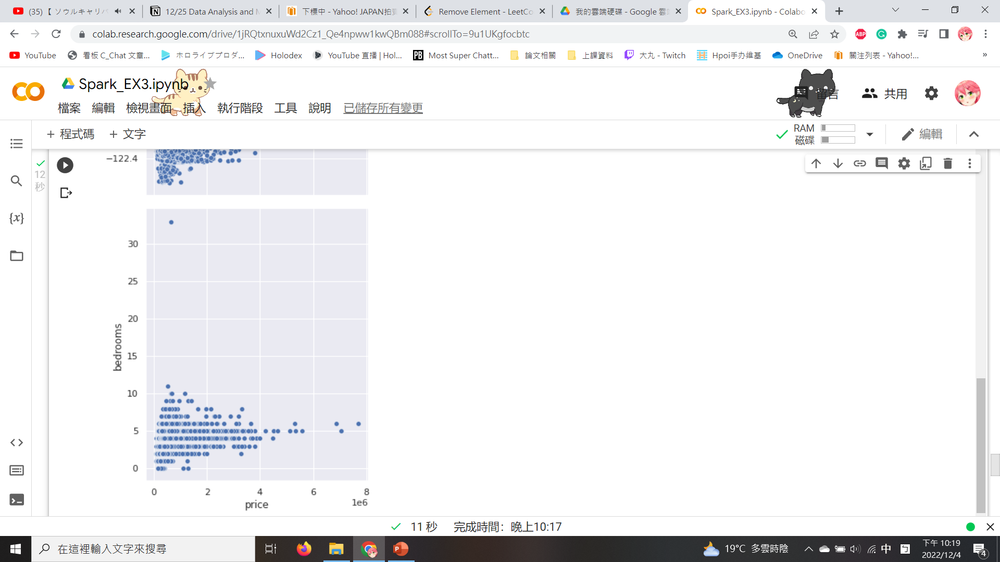 (35)【 ソウルキャリバ
12/25 Data Analysis and M
下標中 - Yahoo! JAPAN拍賣
Remove Element - LeetCo
我的雲端硬碟 - Google 雲端
Spark_EX3.ipynb - Colabo
colab.research.google.com/drive/1jRQtxnuxuWd2Cz1_Qe4npww1kwQBm088#scrollTo=9u1UKgfocbtc
ABP
YouTube
看板 C_Chat 文章...
ホロライブプロダ...
Holodex
YouTube 直播 | Hol...
PB
Most Super Chatt...
論文相關
上課資料
大丸 - Twitch
Hpoi手办维基
OneDrive
關注列表 - Yahoo!...
»
Spark_EX3.ipynb
留言
共用
檔案 編輯 檢視畫面 插入 執行階段 工具 說明 已儲存所有變更
+ 程式碼 + 文字
RAM
磁碟
編輯
12
秒
{x}
−122.4
30
25
20
15
10
5
0
bedrooms
0 2 4 6 8
1e6
price
11 秒 完成時間：晚上10:17
在這裡輸入文字來搜尋
19°C 多雲時陰
中
下午 10:19
2022/12/4
4